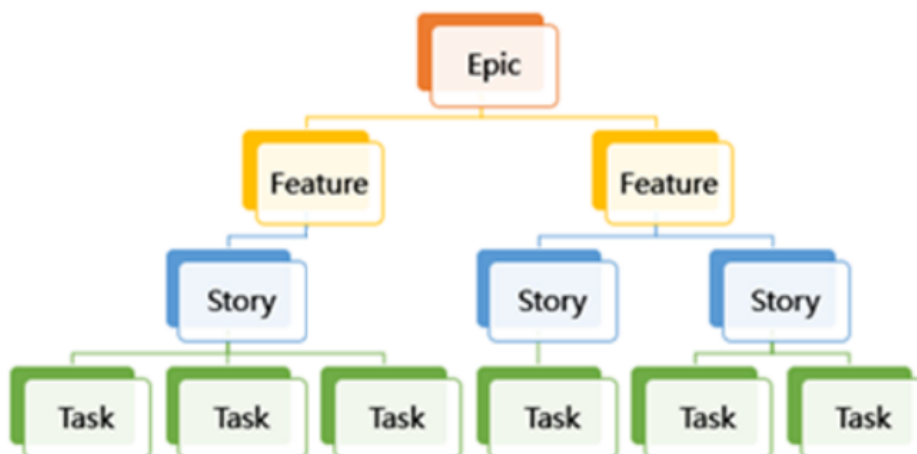 Epic
Feature Feature
Story Story Story
Task Task Task Task Task Task